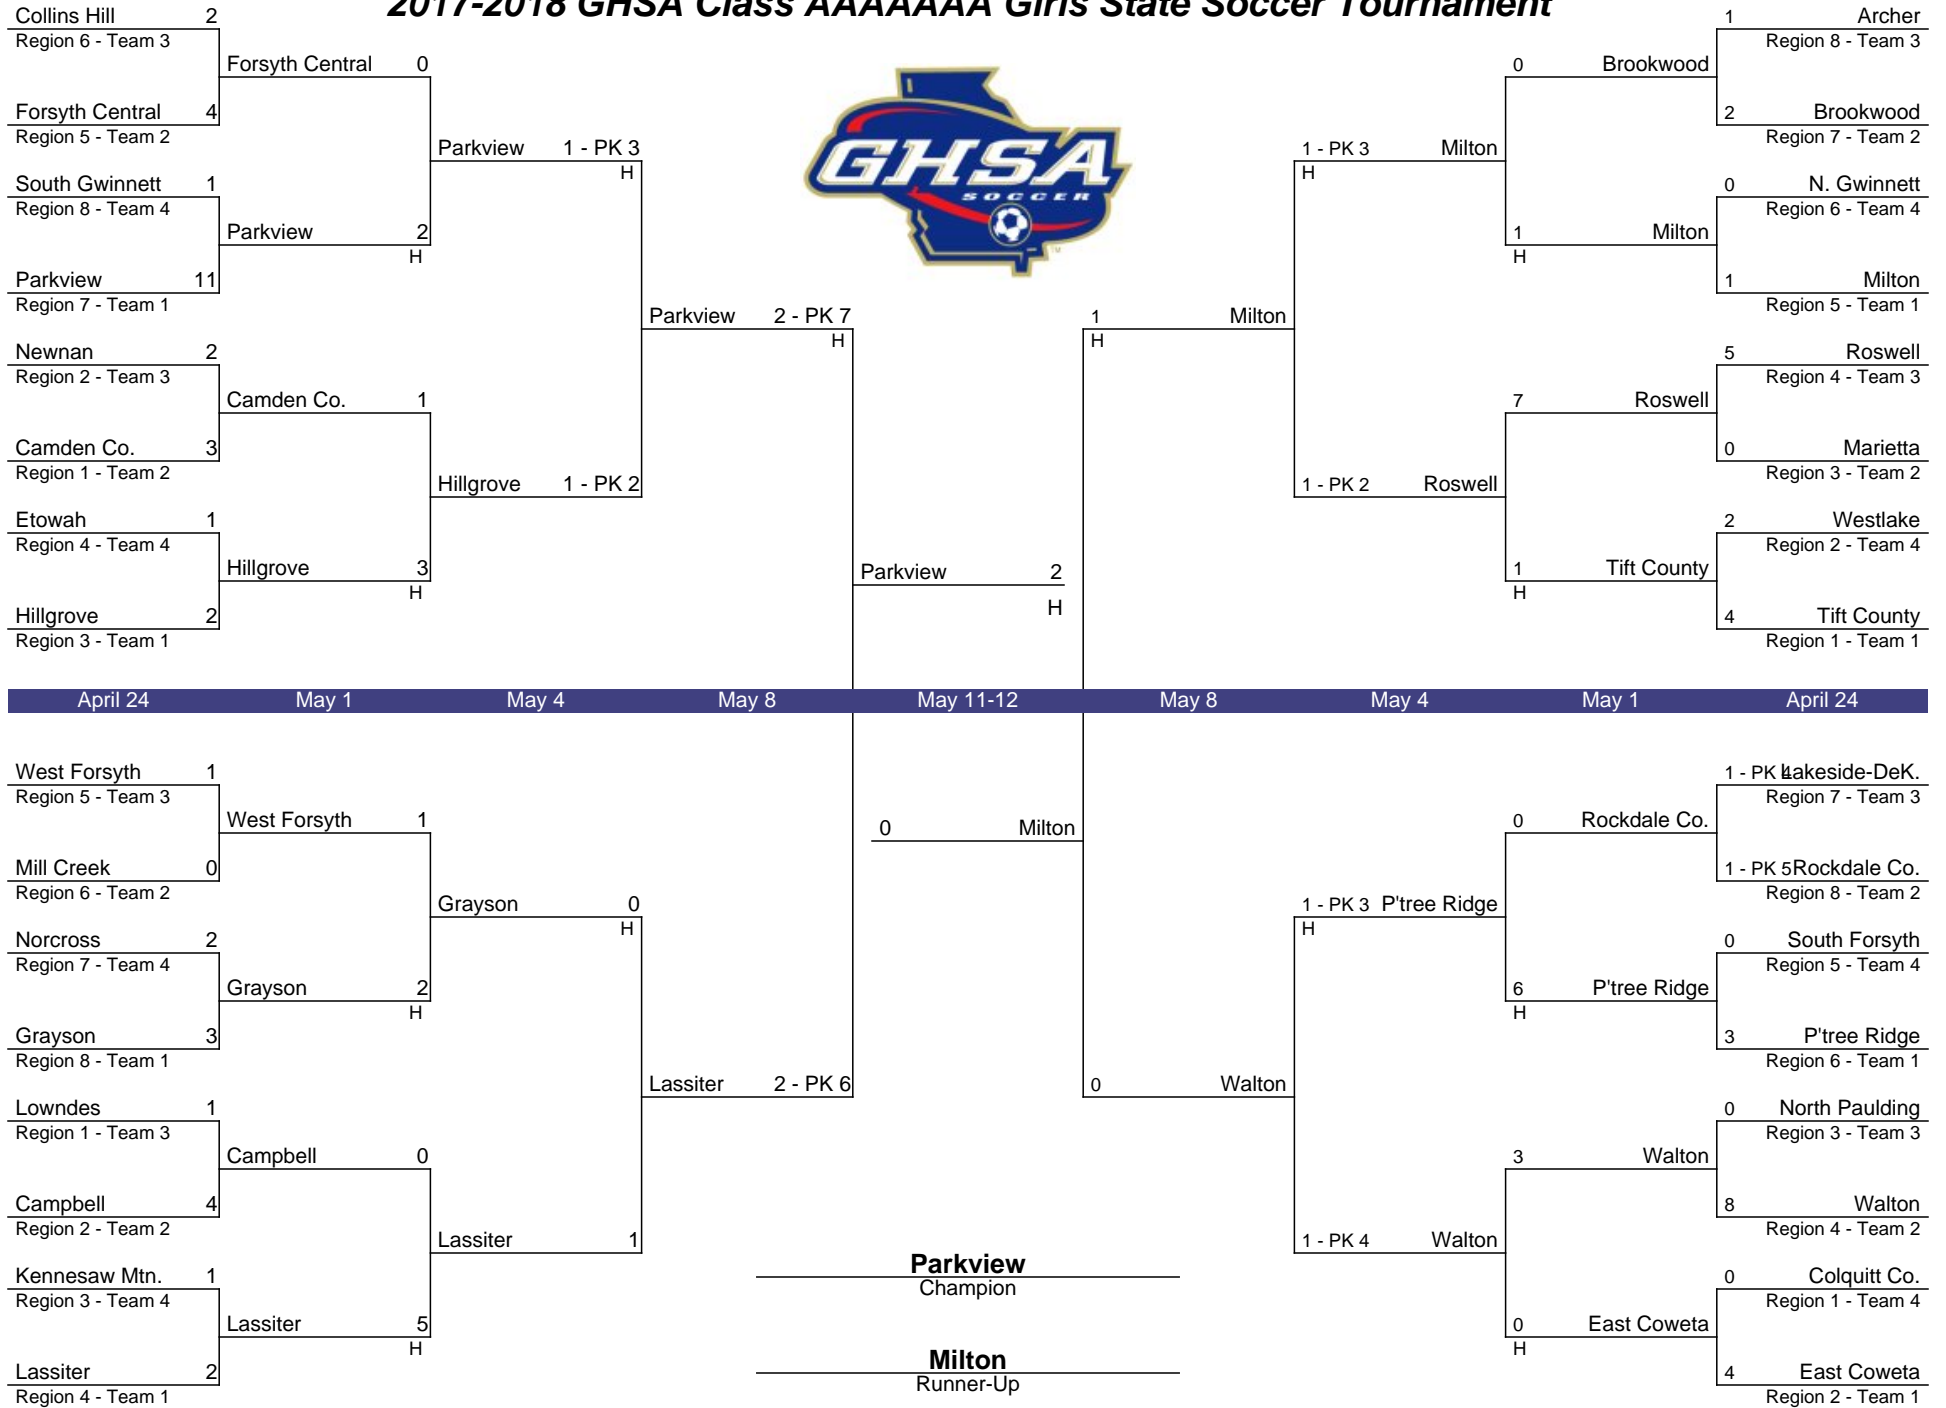 2017-2018 GHSA Class AAAAAAA Girls State Soccer Tournament
GHSA
SOCCER
TM
Collins Hill 2
Region 6 - Team 3
Forsyth Central 4
Region 5 - Team 2
South Gwinnett 1
Region 8 - Team 4
Parkview 11
Region 7 - Team 1
Newnan 2
Region 2 - Team 3
Camden Co. 3
Region 1 - Team 2
Etowah 1
Region 4 - Team 4
Hillgrove 2
Region 3 - Team 1
Forsyth Central 0
Parkview 2
H
Camden Co. 1
Hillgrove 3
H
Parkview 1 - PK 3
H
Hillgrove 1 - PK 2
Parkview 2 - PK 7
H
Parkview 2
H
1 Milton
H
1 - PK 3 Milton
H
1 - PK 2 Roswell
0 Brookwood
1 Milton
H
7 Roswell
1 Tift County
H
1 Archer
Region 8 - Team 3
2 Brookwood
Region 7 - Team 2
0 N. Gwinnett
Region 6 - Team 4
1 Milton
Region 5 - Team 1
5 Roswell
Region 4 - Team 3
0 Marietta
Region 3 - Team 2
2 Westlake
Region 2 - Team 4
4 Tift County
Region 1 - Team 1
April 24 May 1 May 4 May 8 May 11-12 May 8 May 4 May 1 April 24
West Forsyth 1
Region 5 - Team 3
Mill Creek 0
Region 6 - Team 2
Norcross 2
Region 7 - Team 4
Grayson 3
Region 8 - Team 1
Lowndes 1
Region 1 - Team 3
Campbell 4
Region 2 - Team 2
Kennesaw Mtn. 1
Region 3 - Team 4
Lassiter 2
Region 4 - Team 1
West Forsyth 1
Grayson 2
H
Campbell 0
Lassiter 5
H
Grayson 0
H
Lassiter 1
Lassiter 2 - PK 6
0 Milton
0 Walton
1 - PK 3 P'tree Ridge
H
1 - PK 4 Walton
0 Rockdale Co.
6 P'tree Ridge
H
3 Walton
0 East Coweta
H
1 - PK 4 Lakeside-DeK.
Region 7 - Team 3
1 - PK 5 Rockdale Co.
Region 8 - Team 2
0 South Forsyth
Region 5 - Team 4
3 P'tree Ridge
Region 6 - Team 1
0 North Paulding
Region 3 - Team 3
8 Walton
Region 4 - Team 2
0 Colquitt Co.
Region 1 - Team 4
4 East Coweta
Region 2 - Team 1
Parkview
Champion
Milton
Runner-Up